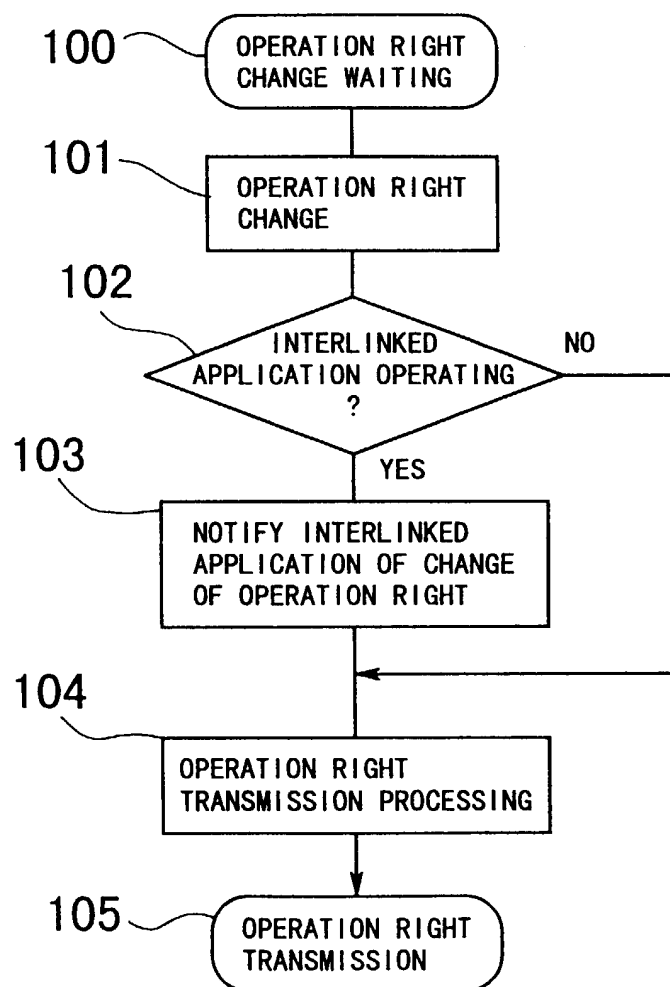 100
OPERATION RIGHT
CHANGE WAITING
101
OPERATION RIGHT
CHANGE
102
INTERLINKED
APPLICATION OPERATING
?
NO
YES
103
NOTIFY INTERLINKED
APPLICATION OF CHANGE
OF OPERATION RIGHT
104
OPERATION RIGHT
TRANSMISSION PROCESSING
105
OPERATION RIGHT
TRANSMISSION